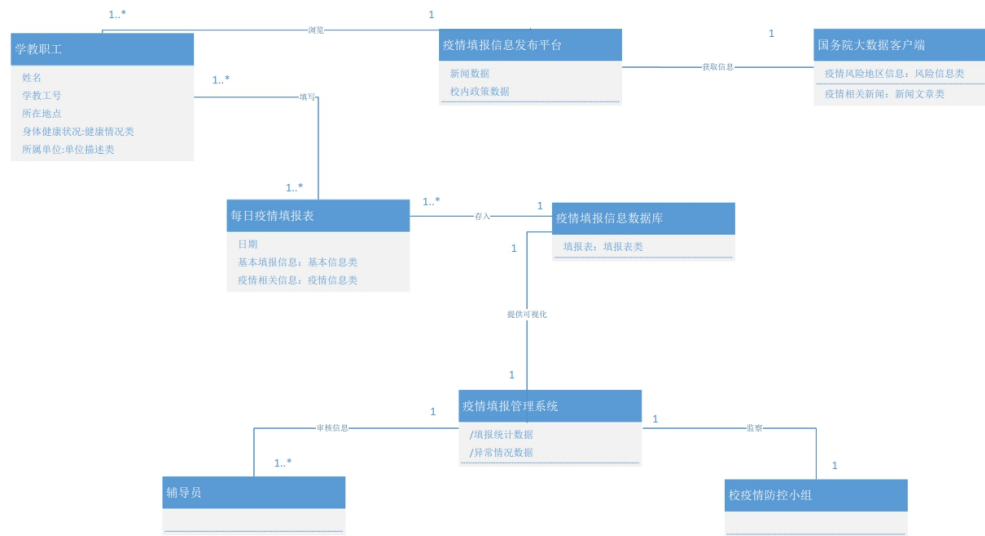 1..*
1
浏览
学教职工
姓名
学教工号
所在地点
身体健康状况:健康情况类
所属单位:单位描述类
疫情填报信息发布平台
新闻数据
校内政策数据
1
国务院大数据客户端
疫情风险地区信息：风险信息类
疫情相关新闻：新闻文章类
获取信息
1..*
填写
1..*
每日疫情填报表
日期
基本填报信息：基本信息类
疫情相关信息：疫情信息类
1..*
存入
1
疫情填报信息数据库
填报表：填报表类
1
提供可视化
1
疫情填报管理系统
/填报统计数据
/异常情况数据
1
审核信息
1..*
辅导员
1
监察
1
校疫情防控小组